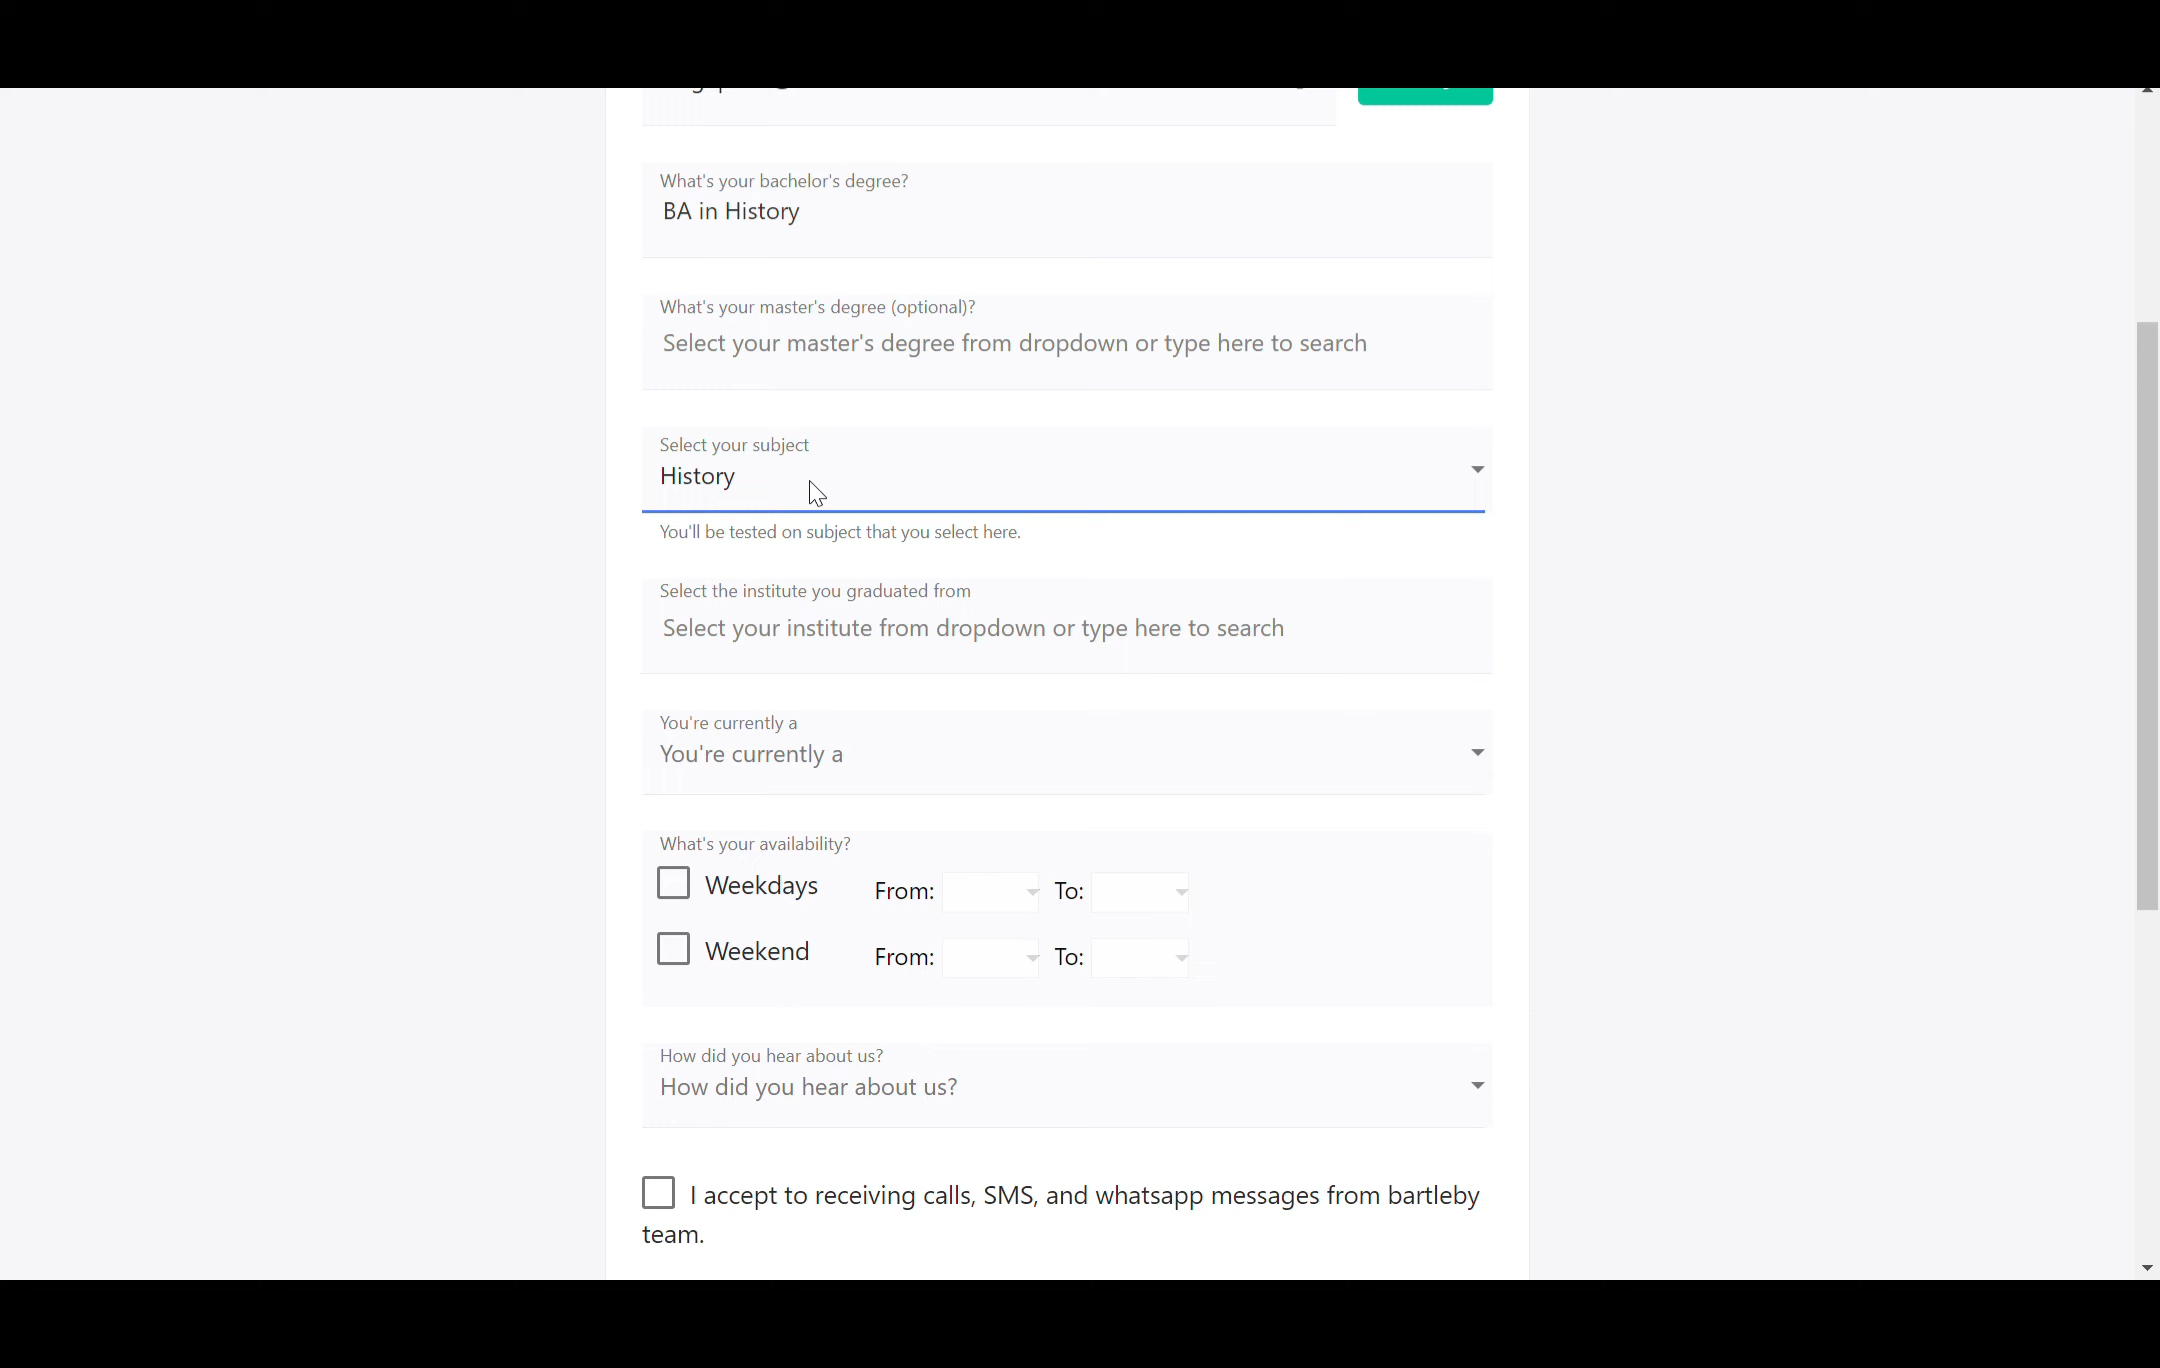 What's your bachelor's degree?
BA in History
What's your master's degree (optional)?
Select your master's degree from dropdown or type here to search
Select your subject
History
You'll be tested on subject that you select here.
Select the institute you graduated from
Select your institute from dropdown or type here to search
You're currently a
You're currently a
What's your availability?
Weekdays From: To:
Weekend From: To:
How did you hear about us?
How did you hear about us?
I accept to receiving calls, SMS, and whatsapp messages from bartleby
team.